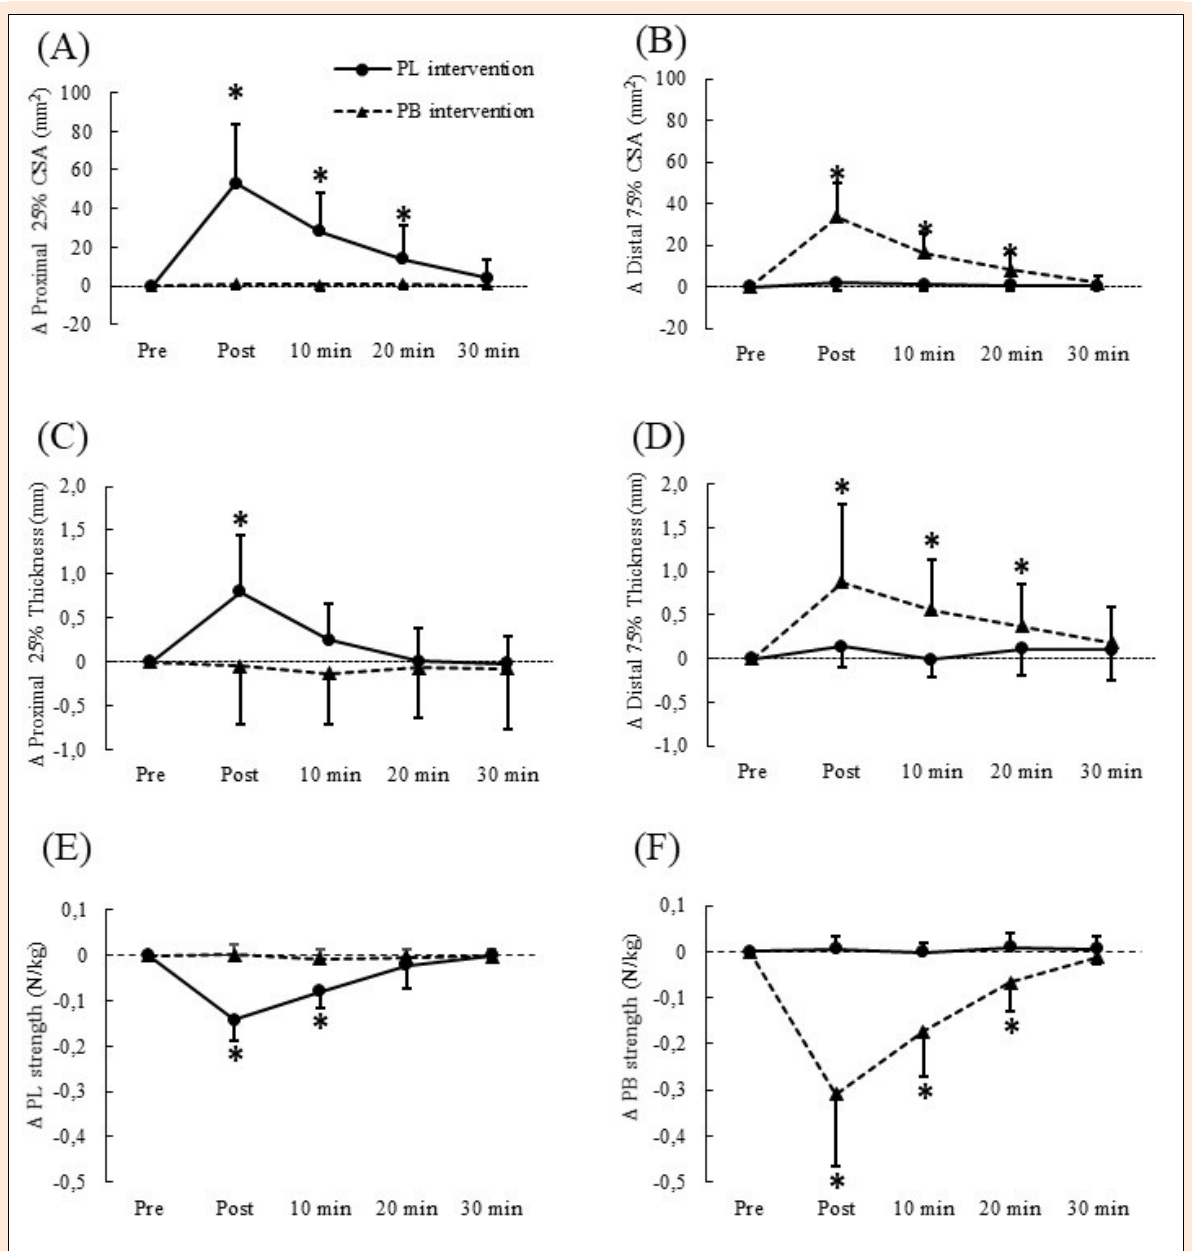 (A)
PL intervention
PB intervention
Δ Proximal 25% CSA (mm²)
100
80
60
40
20
0
-20
*
*
*
Pre Post 10 min 20 min 30 min
(B)
Δ Distal 75% CSA (mm²)
100
80
60
40
20
0
-20
*
*
*
Pre Post 10 min 20 min 30 min
(C)
Δ Proximal 25% Thickness (mm)
2,0
1,5
1,0
0,5
0
-0,5
-1,0
*
Pre Post 10 min 20 min 30 min
(D)
Δ Distal 75% Thickness (mm)
2,0
1,5
1,0
0,5
0
-0,5
-1,0
*
*
*
Pre Post 10 min 20 min 30 min
(E)
Δ PL strength (N/kg)
0,1
0
-0,1
-0,2
-0,3
-0,4
-0,5
*
*
Pre Post 10 min 20 min 30 min
(F)
Δ PB strength (N/kg)
0,1
0
-0,1
-0,2
-0,3
-0,4
-0,5
*
*
*
Pre Post 10 min 20 min 30 min